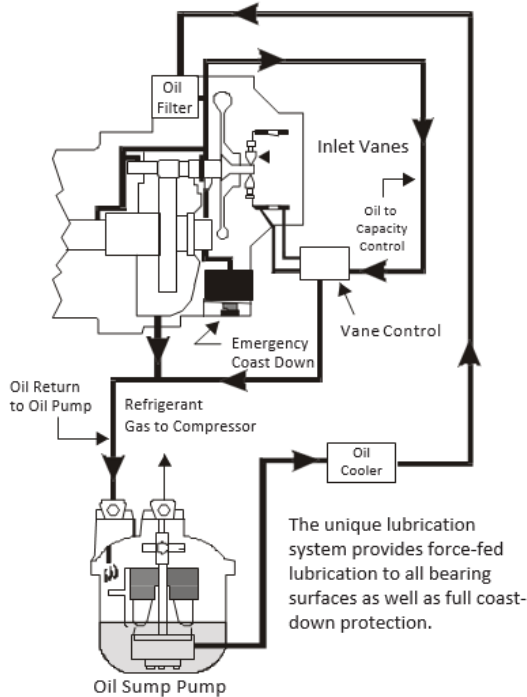 Oil
Filter
Inlet Vanes
Oil to
Capacity
Control
Vane Control
Emergency
Coast Down
Oil Return
to Oil Pump
Refrigerant
Gas to Compressor
Oil
Cooler
The unique lubrication
system provides force-fed
lubrication to all bearing
surfaces as well as full coast-
down protection.
Oil Sump Pump